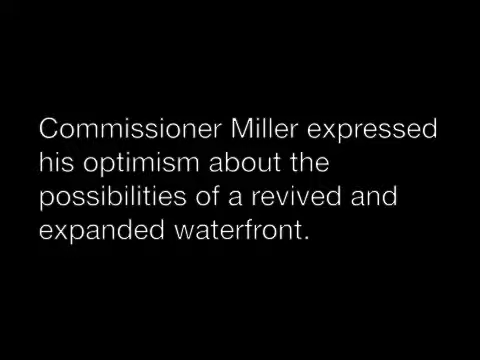 Commissioner Miller expressed
his optimism about the
possibilities of a revived and
expanded waterfront.